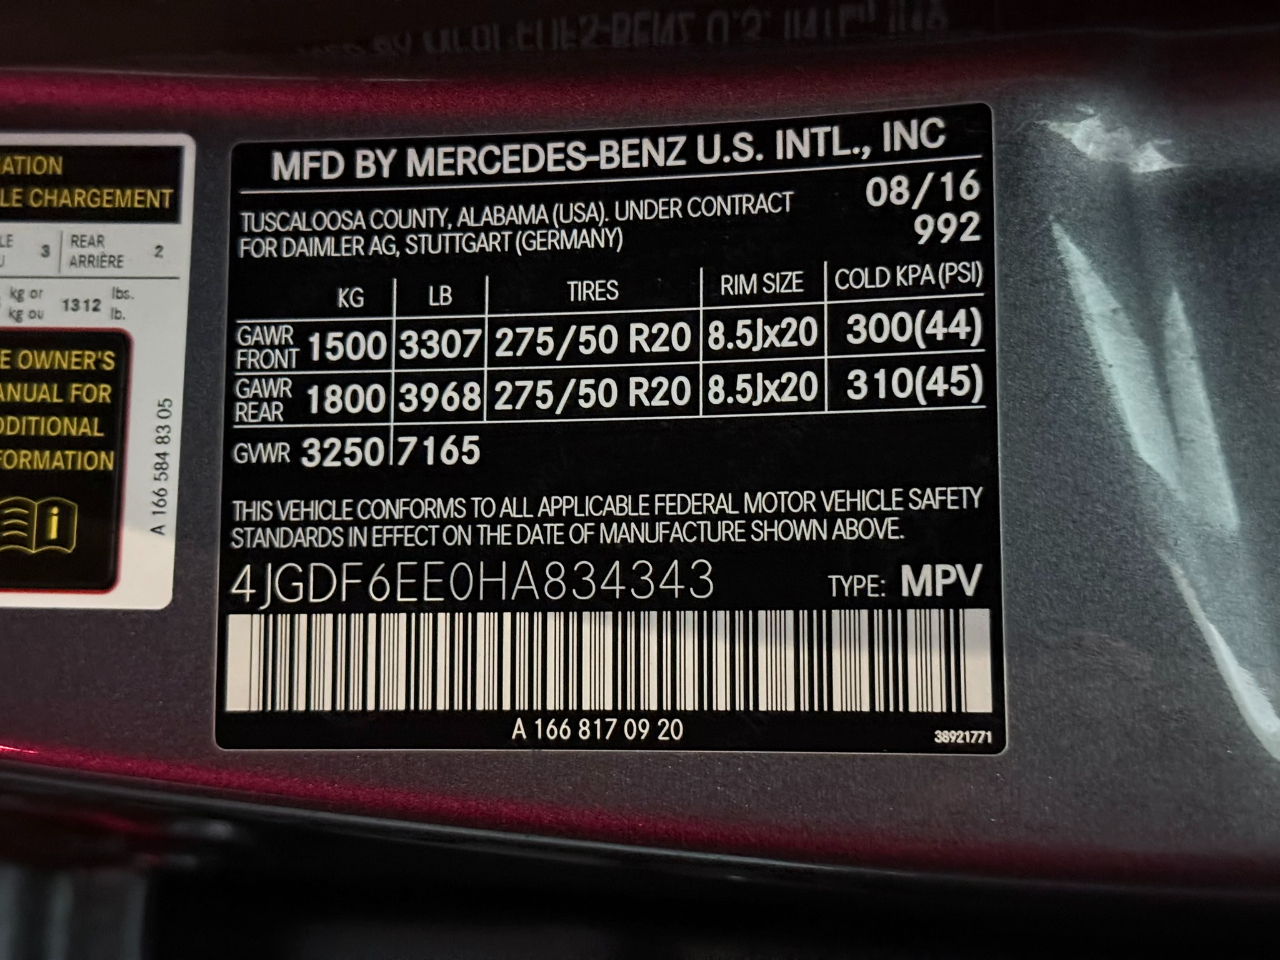 MFD BY MERCEDES-BENZ U.S. INTL., INC
TUSCALOOSA COUNTY, ALABAMA (USA). UNDER CONTRACT
FOR DAIMLER AG, STUTTGART (GERMANY)
08/16
992
KG LB TIRES RIM SIZE COLD KPA (PSI)
GAWR FRONT 1500 3307 275/50 R20 8.5Jx20 300(44)
GAWR REAR 1800 3968 275/50 R20 8.5Jx20 310(45)
GVWR 3250 7165
THIS VEHICLE CONFORMS TO ALL APPLICABLE FEDERAL MOTOR VEHICLE SAFETY
STANDARDS IN EFFECT ON THE DATE OF MANUFACTURE SHOWN ABOVE.
4JGDF6EE0HA834343 TYPE: MPV
A 166 817 09 20
38921771
CHARGEMENT
3 REAR 2
ARRIÈRE
kg or 1312 lbs.
kg ou lb.
OWNER'S
FOR
A 166 584 83 05